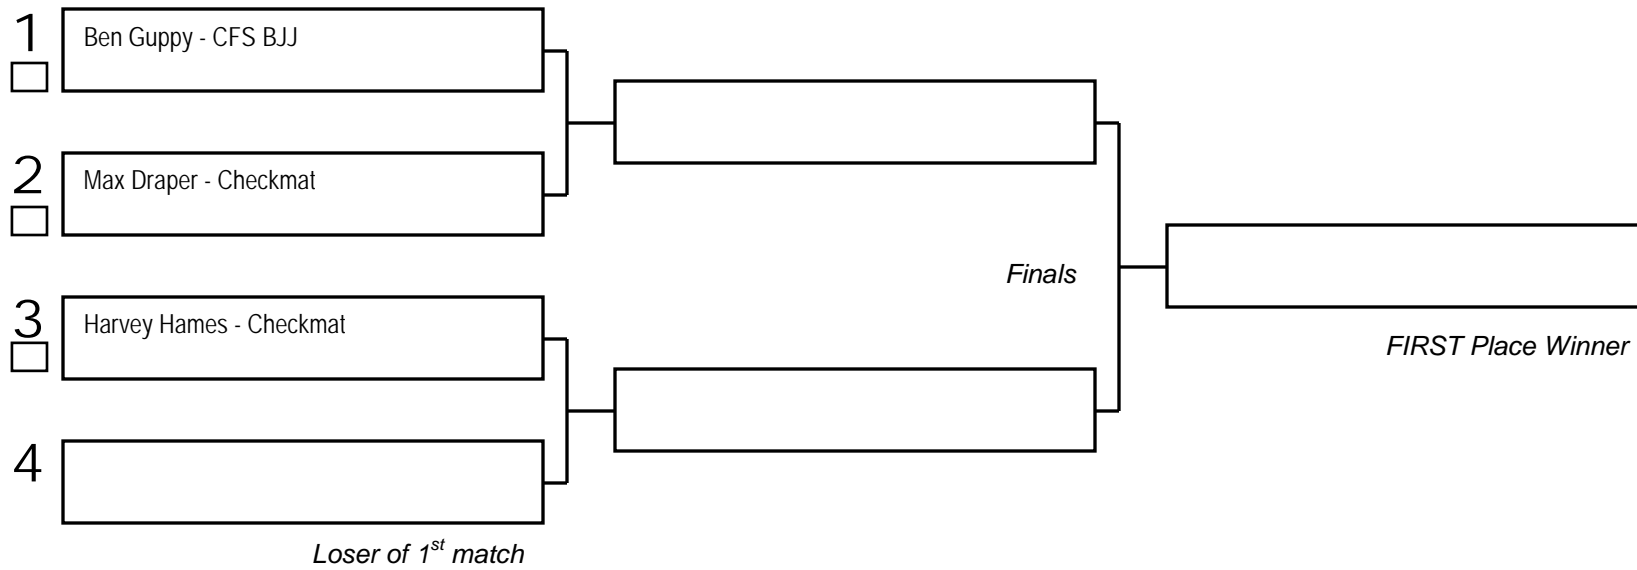 1
Ben Guppy - CFS BJJ
2
Max Draper - Checkmat
Finals
3
Harvey Hames - Checkmat
FIRST Place Winner
4
Loser of 1st match